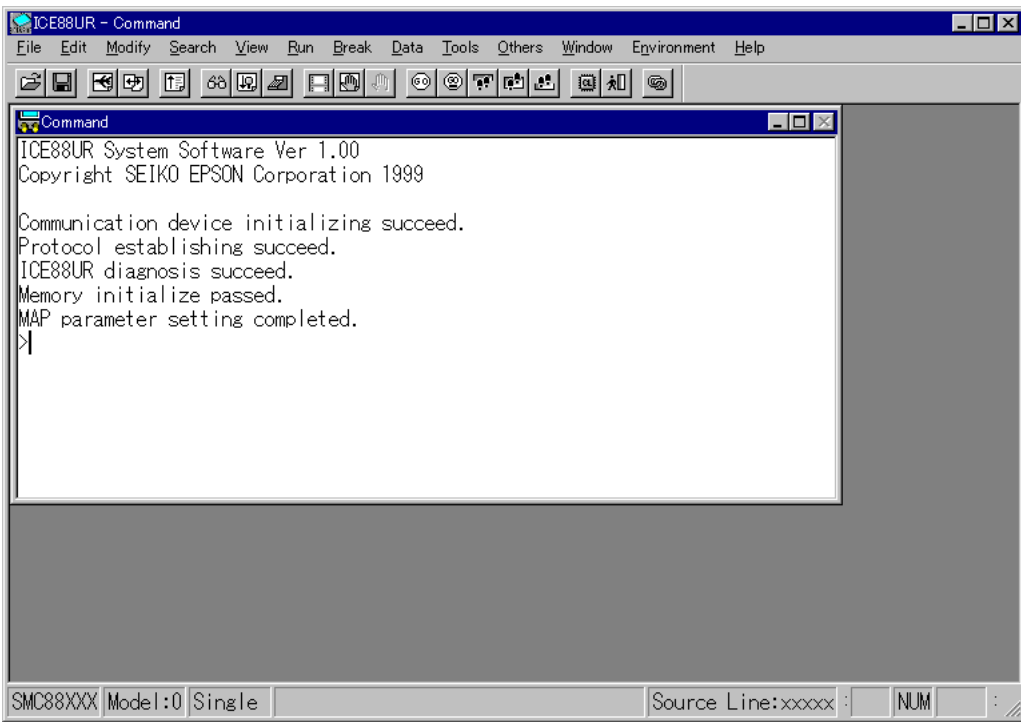 ICE88UR - Command
File Edit Modify Search View Run Break Data Tools Others Window Environment Help
GO
CL
Command
ICE88UR System Software Ver 1.00
Copyright SEIKO EPSON Corporation 1999
Communication device initializing succeed.
Protocol establishing succeed.
ICE88UR diagnosis succeed.
Memory initialize passed.
MAP parameter setting completed.
>
SMC88XXX Model:0 Single Source Line:xxxxx : NUM :